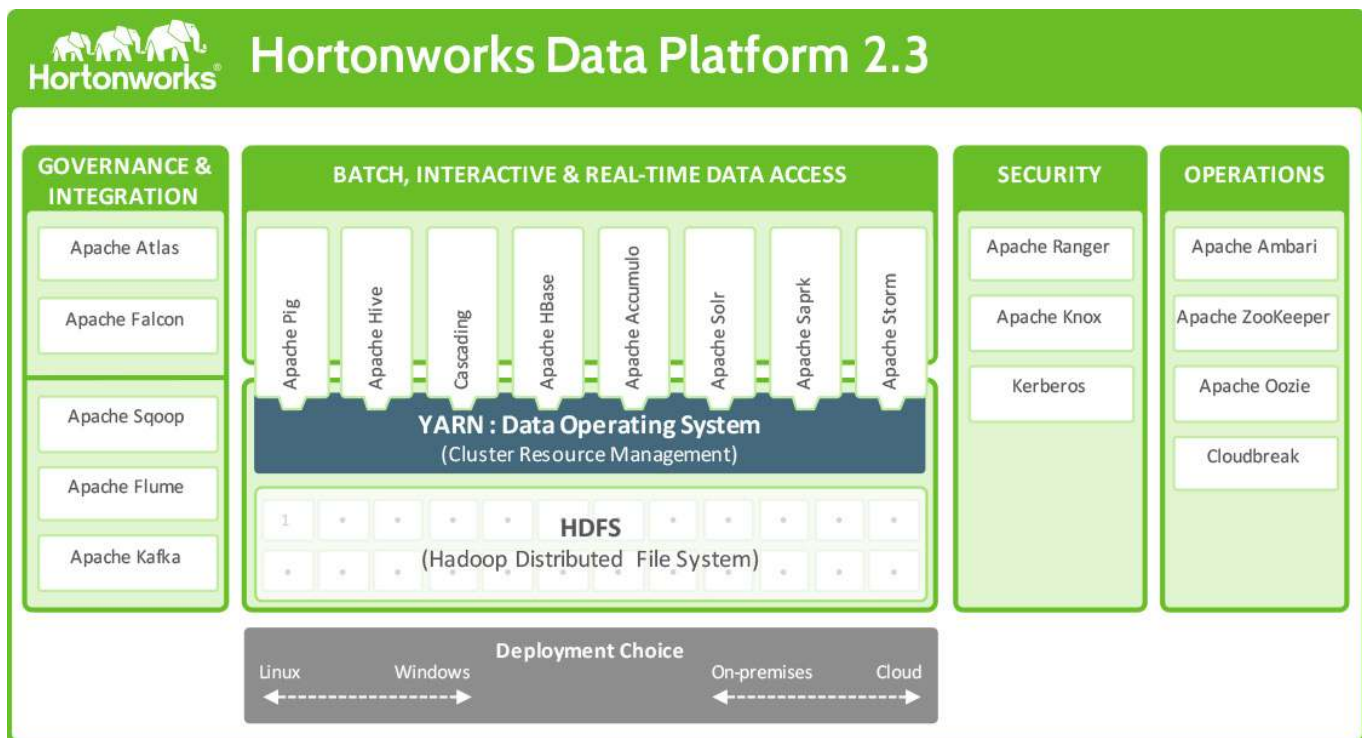 Hortonworks®
Hortonworks Data Platform 2.3
GOVERNANCE &
INTEGRATION
Apache Atlas
Apache Falcon
Apache Sqoop
Apache Flume
Apache Kafka
BATCH, INTERACTIVE & REAL-TIME DATA ACCESS
Apache Pig
Apache Hive
Cascading
Apache HBase
Apache Accumulo
Apache Solr
Apache Saprk
Apache Storm
YARN : Data Operating System
(Cluster Resource Management)
1
HDFS
(Hadoop Distributed File System)
SECURITY
Apache Ranger
Apache Knox
Kerberos
OPERATIONS
Apache Ambari
Apache ZooKeeper
Apache Oozie
Cloudbreak
Deployment Choice
Linux Windows On-premises Cloud